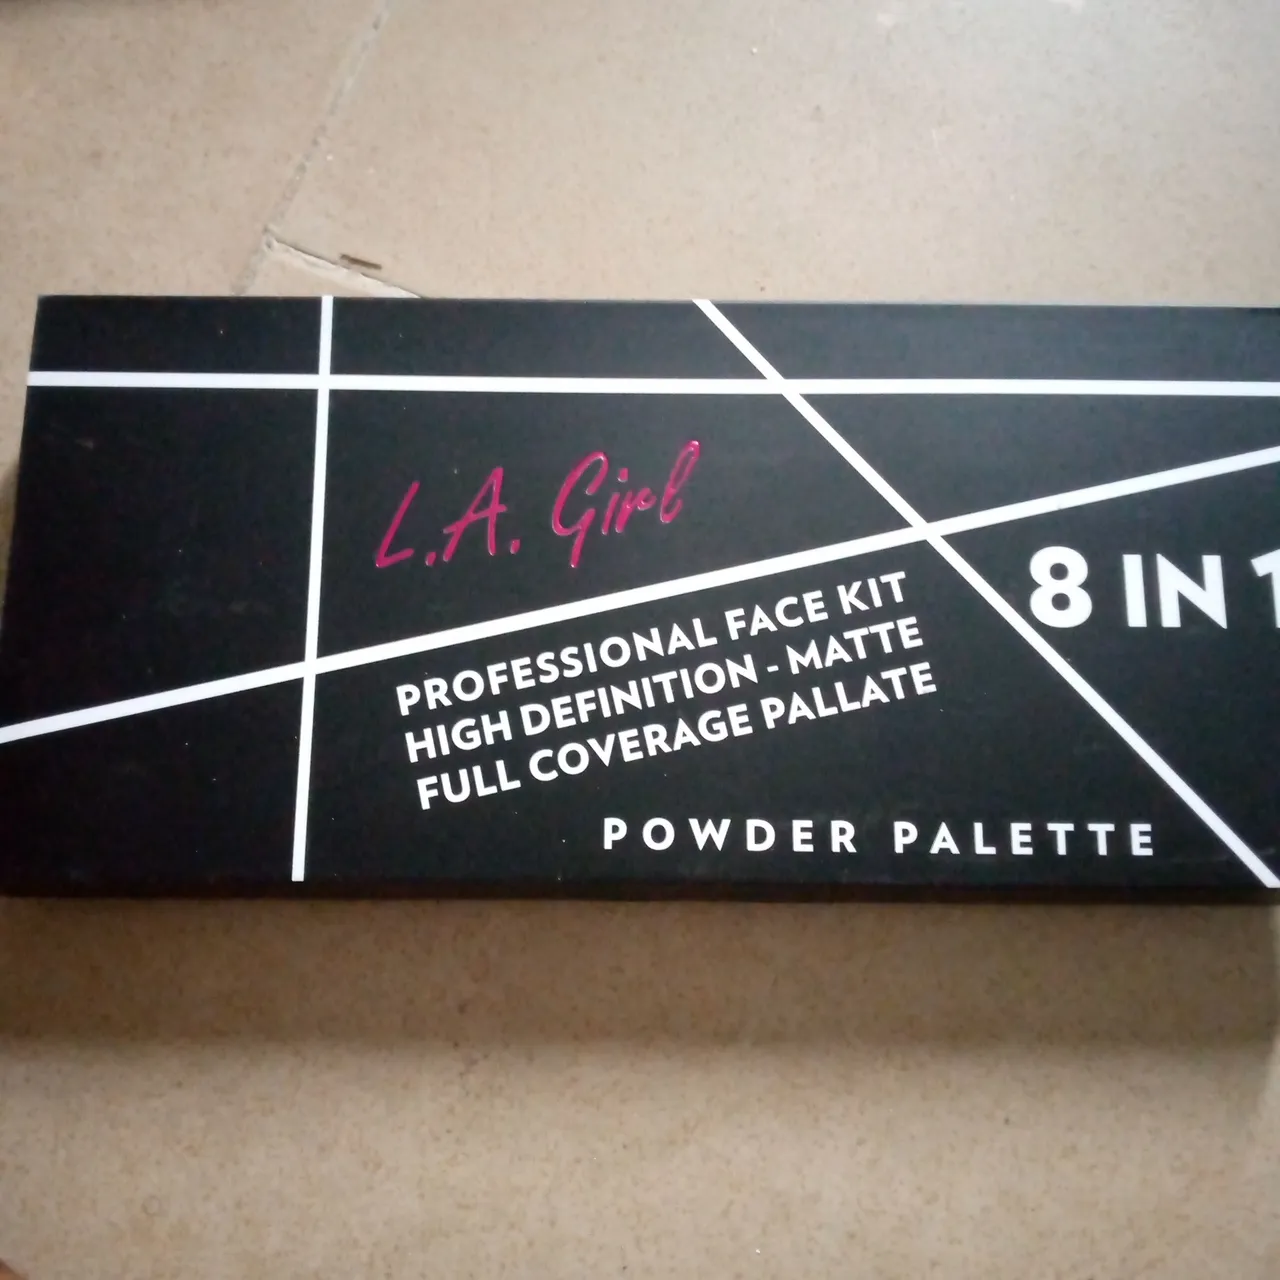 L.A. Girl
PROFESSIONAL FACE KIT
HIGH DEFINITION - MATTE
FULL COVERAGE PALLATE
8 IN 1
POWDER PALETTE